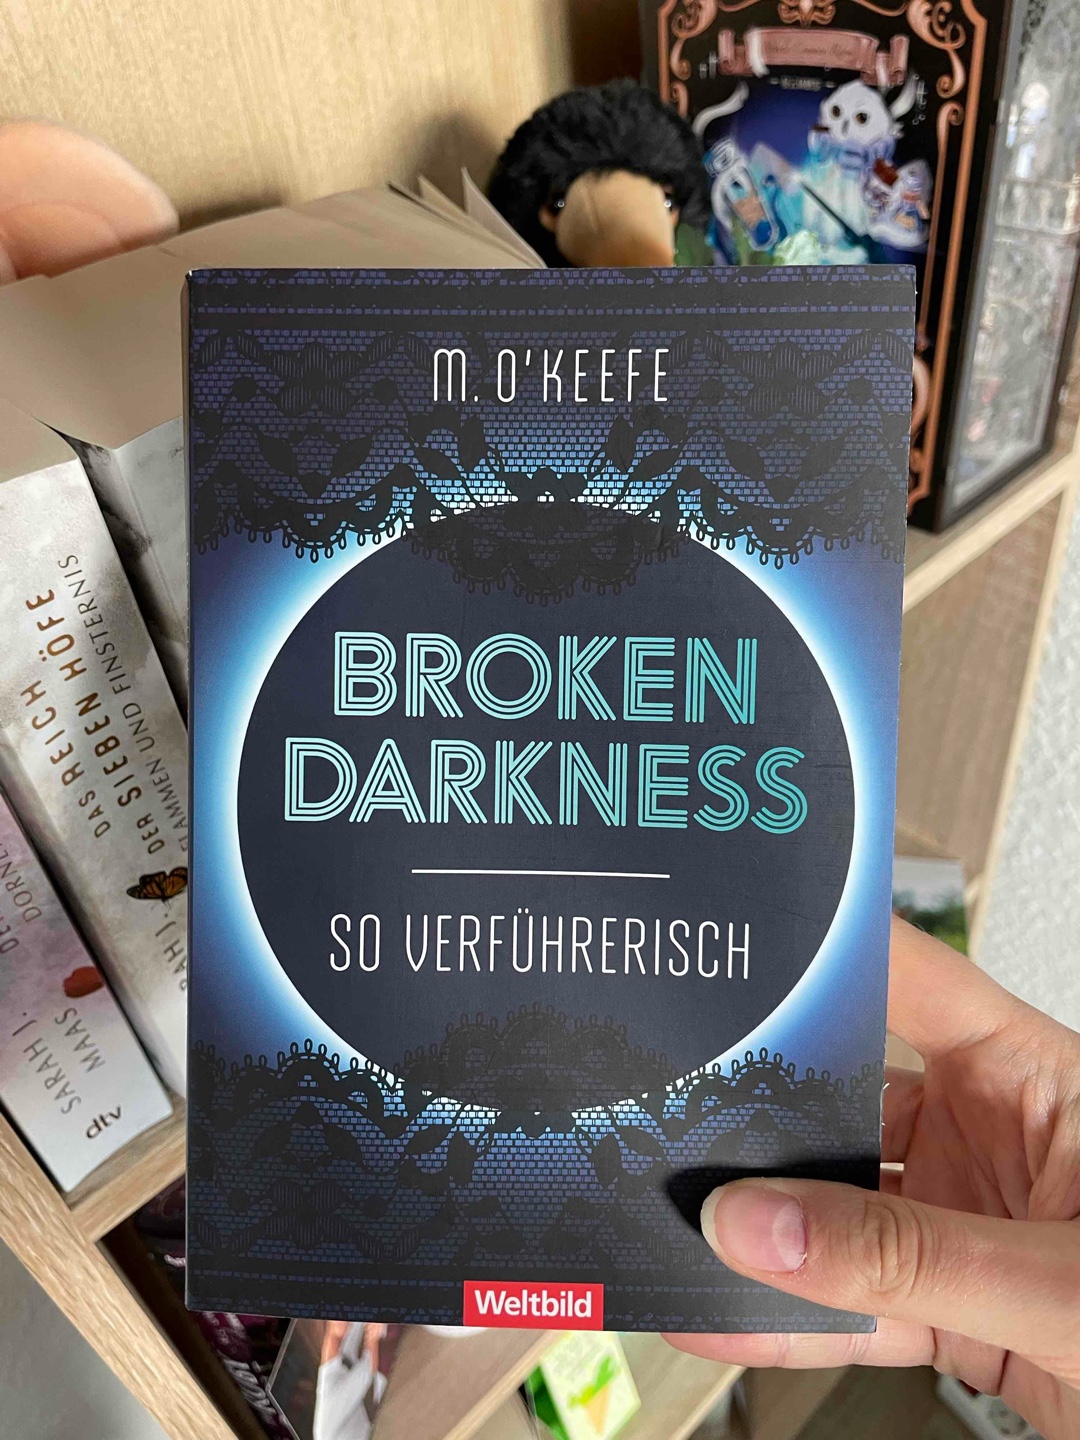 M. O'KEEFE
BROKEN
DARKNESS
SO VERFÜHRERISCH
Weltbild
DAS REICH
DER SIEBEN HÖFE
FLAMMEN UND FINSTERNIS
SARAH J.
MAAS
dtv